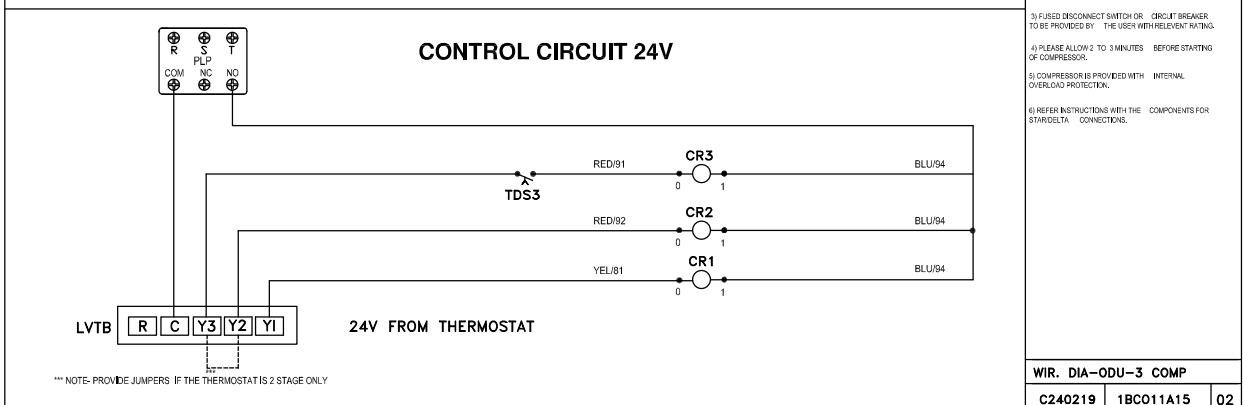 CONTROL CIRCUIT 24V
R S T
PLP
COM NC NO
RED/91
CR3
BLU/94
0 1
TDS3
RED/92
CR2
BLU/94
0 1
YEL/81
CR1
BLU/94
0 1
LVTB R C Y3 Y2 Y1
24V FROM THERMOSTAT
***
*** NOTE- PROVIDE JUMPERS IF THE THERMOSTAT IS 2 STAGE ONLY
3) FUSED DISCONNECT SWITCH OR CIRCUIT BREAKER
TO BE PROVIDED BY THE USER WITH RELEVENT RATING.
4) PLEASE ALLOW 2 TO 3 MINUTES BEFORE STARTING
OF COMPRESSOR.
5) COMPRESSOR IS PROVIDED WITH INTERNAL
OVERLOAD PROTECTION.
6) REFER INSTRUCTIONS WITH THE COMPONENTS FOR
STAR/DELTA CONNECTIONS.
WIR. DIA-ODU-3 COMP
C240219 1BC011A15 02